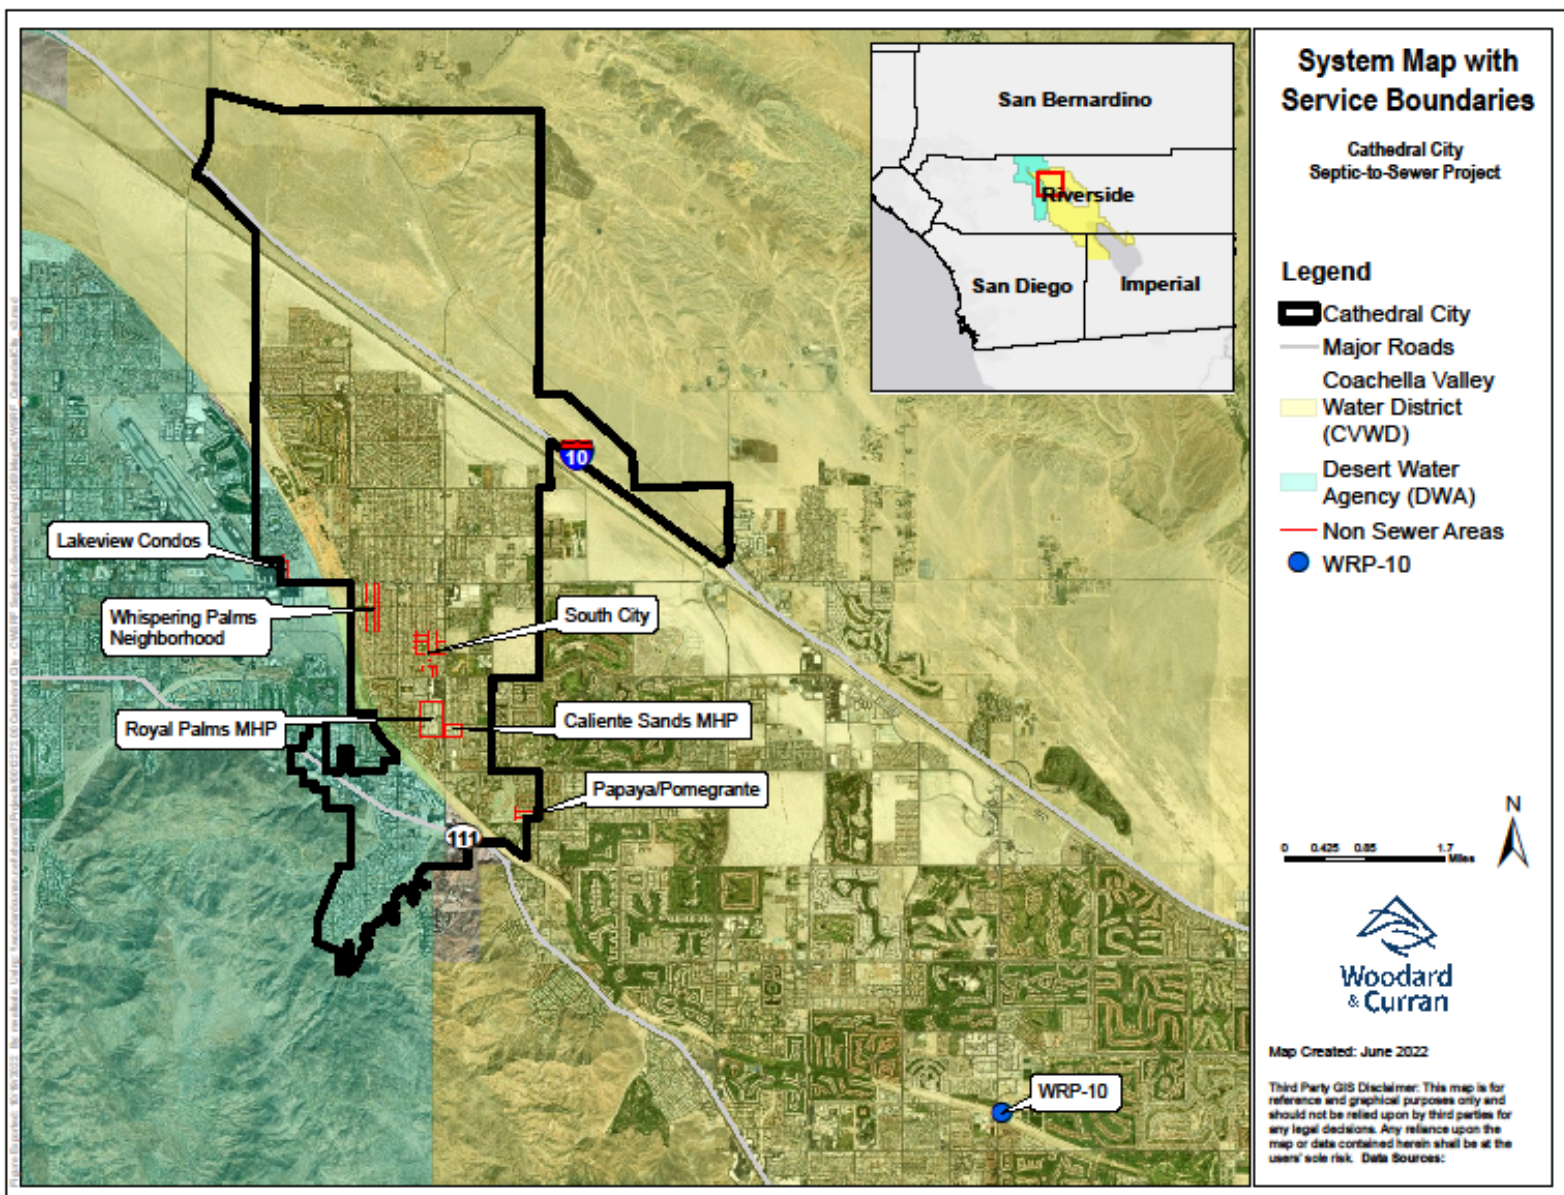 System Map with
Service Boundaries
Cathedral City
Septic-to-Sewer Project
San Bernardino
Riverside
San Diego
Imperial
Legend
Cathedral City
Major Roads
Coachella Valley
Water District
(CVWD)
Desert Water
Agency (DWA)
Non Sewer Areas
WRP-10
10
Lakeview Condos
Whispering Palms
Neighborhood
South City
Royal Palms MHP
Caliente Sands MHP
Papaya/Pomegrante
111
WRP-10
N
0 0.425 0.85 1.7
Miles
Woodard
& Curran
Map Created: June 2022
Third Party GIS Disclaimer: This map is for
reference and graphical purposes only and
should not be relied upon by third parties for
any legal decisions. Any reliance upon the
map or data contained herein shall be at the
users' sole risk. Data Sources: